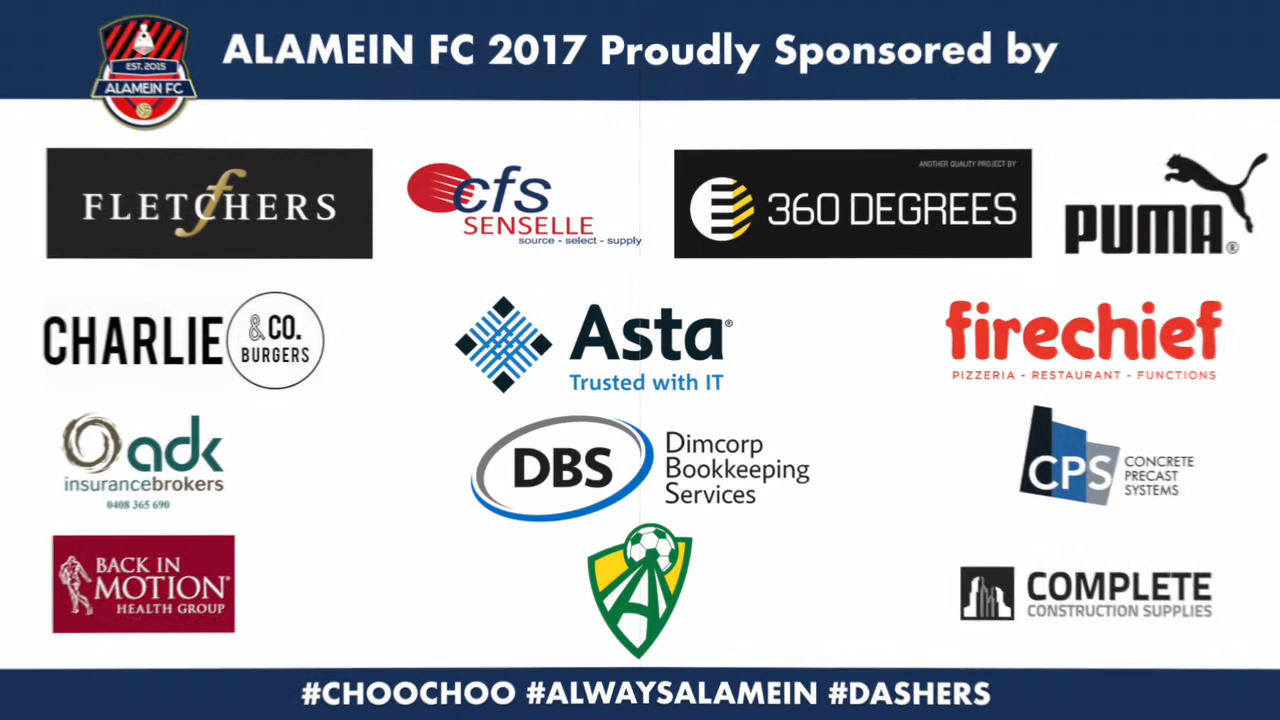 EST. 2015
ALAMEIN FC
ALAMEIN FC 2017 Proudly Sponsored by
FLETCHERS
cfs
SENSELLE
source - select - supply
ANOTHER QUALITY PROJECT BY
360 DEGREES
PUMA®
CHARLIE &CO.
BURGERS
Asta®
Trusted with IT
firechief
PIZZERIA - RESTAURANT - FUNCTIONS
adk
insurancebrokers
0408 365 690
DBS
Dimcorp
Bookkeeping
Services
CPS
CONCRETE
PRECAST
SYSTEMS
BACK IN
MOTION®
HEALTH GROUP
A
COMPLETE
CONSTRUCTION SUPPLIES
#CHOOCHOO #ALWAYSALAMEIN #DASHERS